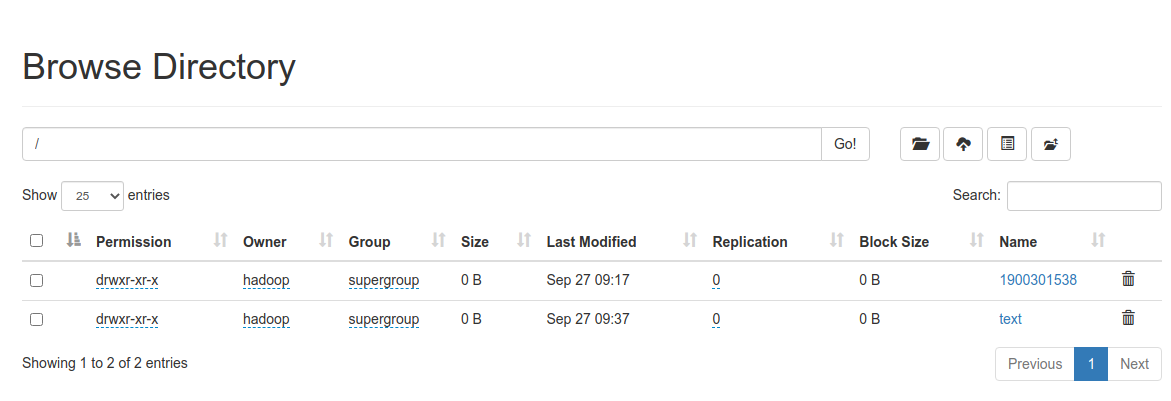 Browse Directory
/ Go!
Show 25 entries Search:
Permission Owner Group Size Last Modified Replication Block Size Name
drwxr-xr-x hadoop supergroup 0 B Sep 27 09:17 0 0 B 1900301538
drwxr-xr-x hadoop supergroup 0 B Sep 27 09:37 0 0 B text
Showing 1 to 2 of 2 entries Previous 1 Next